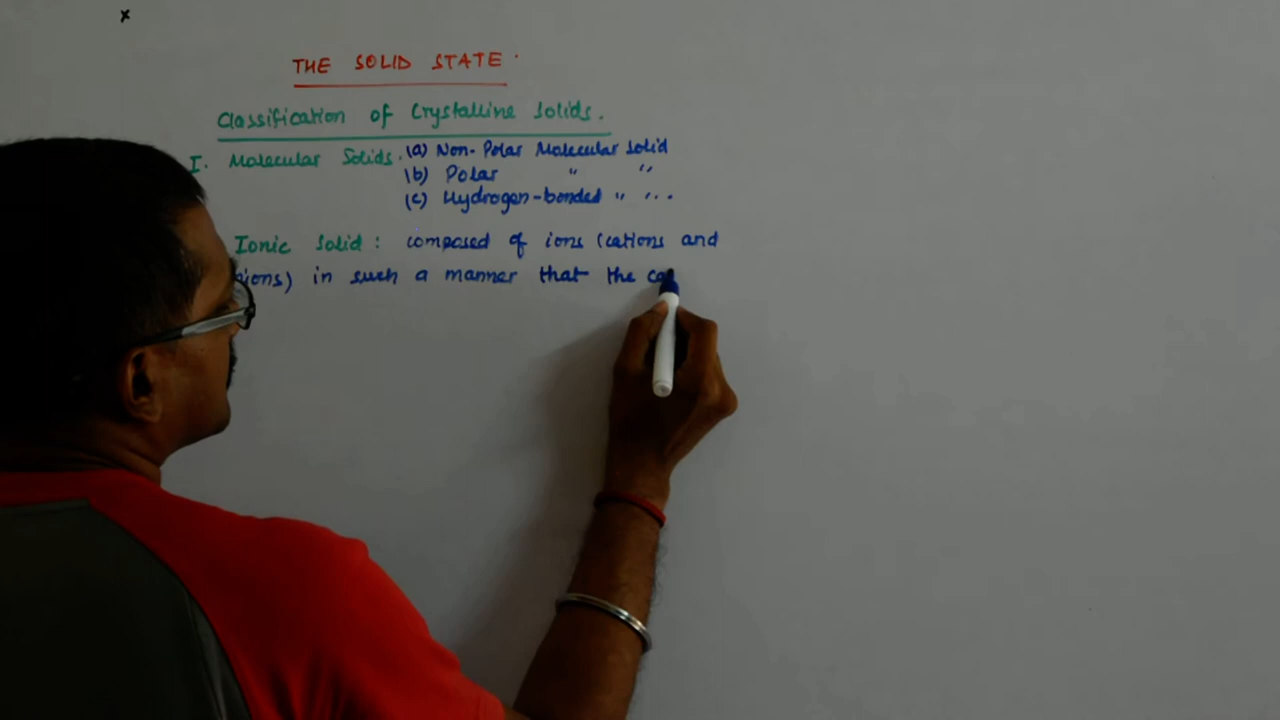 x
THE SOLID STATE.
Classification of Crystalline Solids.
I. Molecular Solids. (a) Non-Polar Molecular Solid
(b) Polar " "
(c) Hydrogen-bonded " "..
Ionic Solid: composed of ions (cations and
nions) in such a manner that the ca